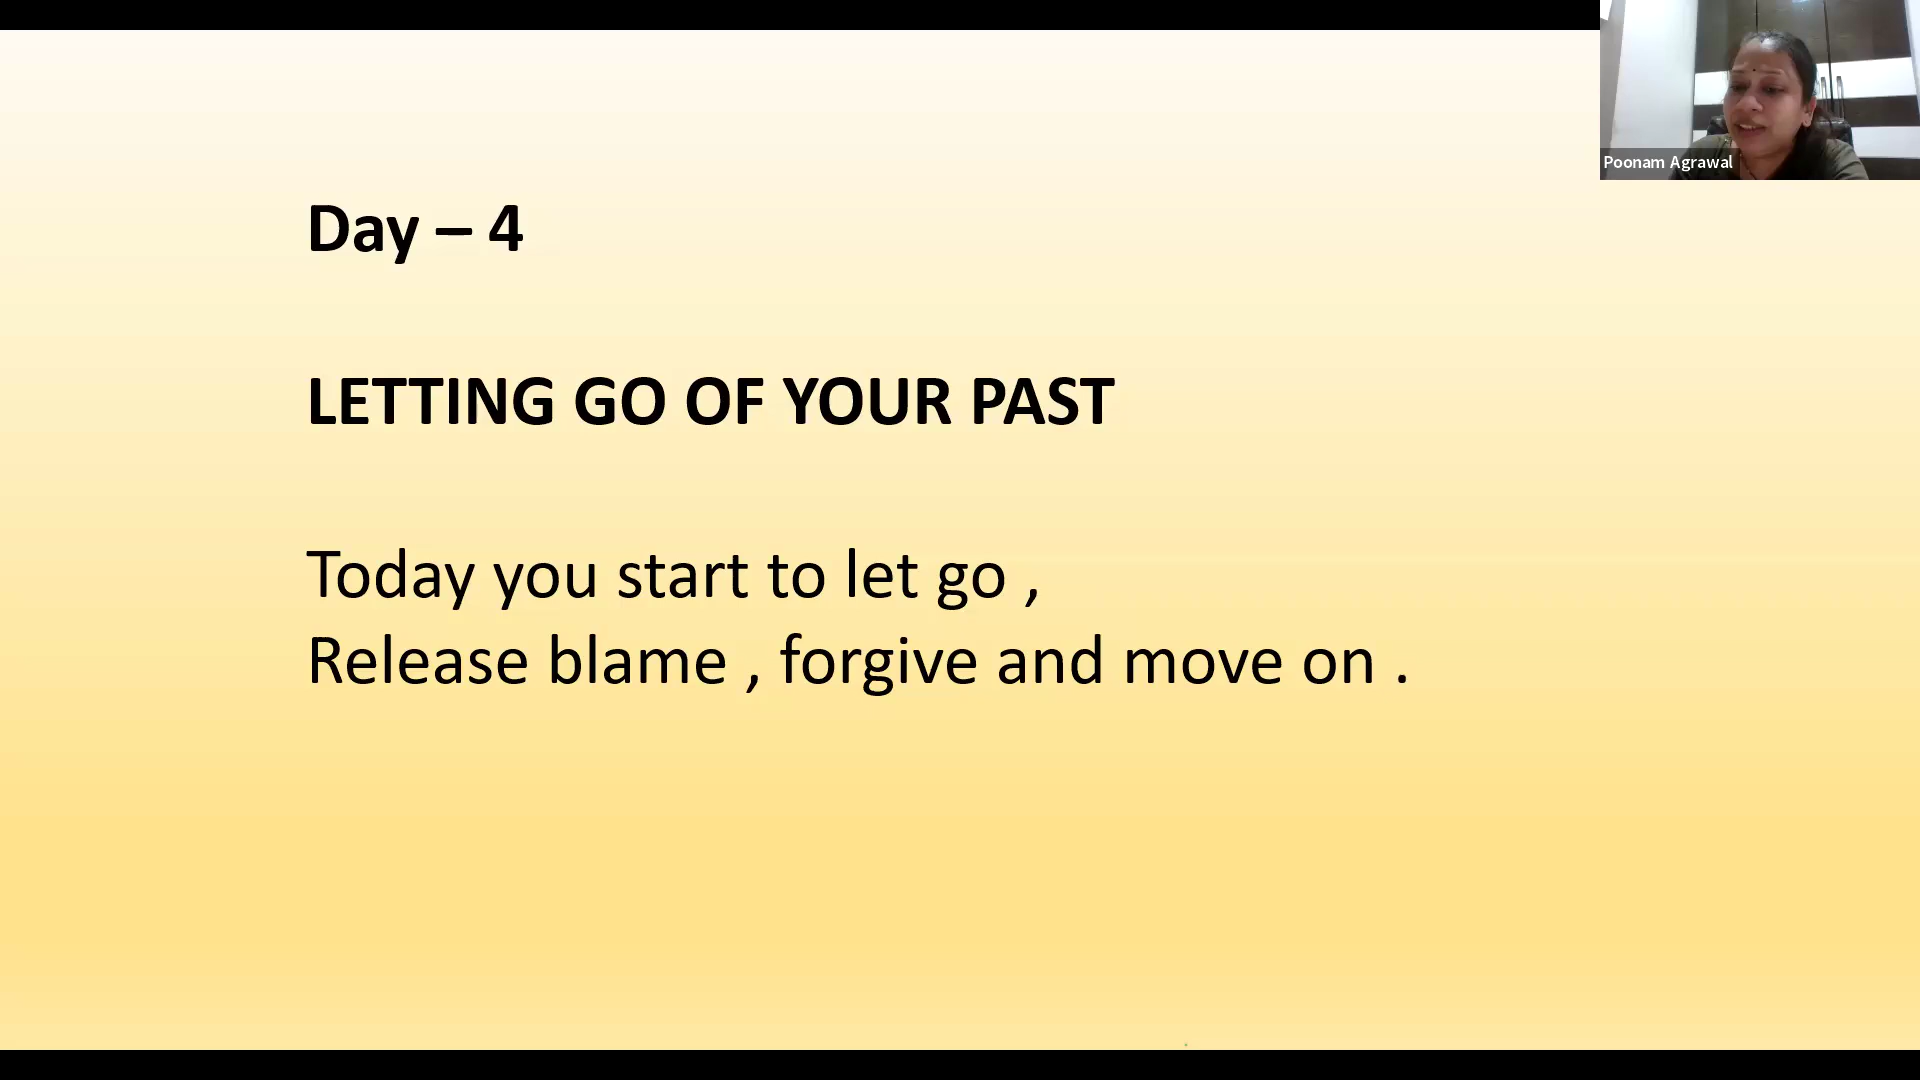 Poonam Agrawal
Day – 4
LETTING GO OF YOUR PAST
Today you start to let go ,
Release blame , forgive and move on .